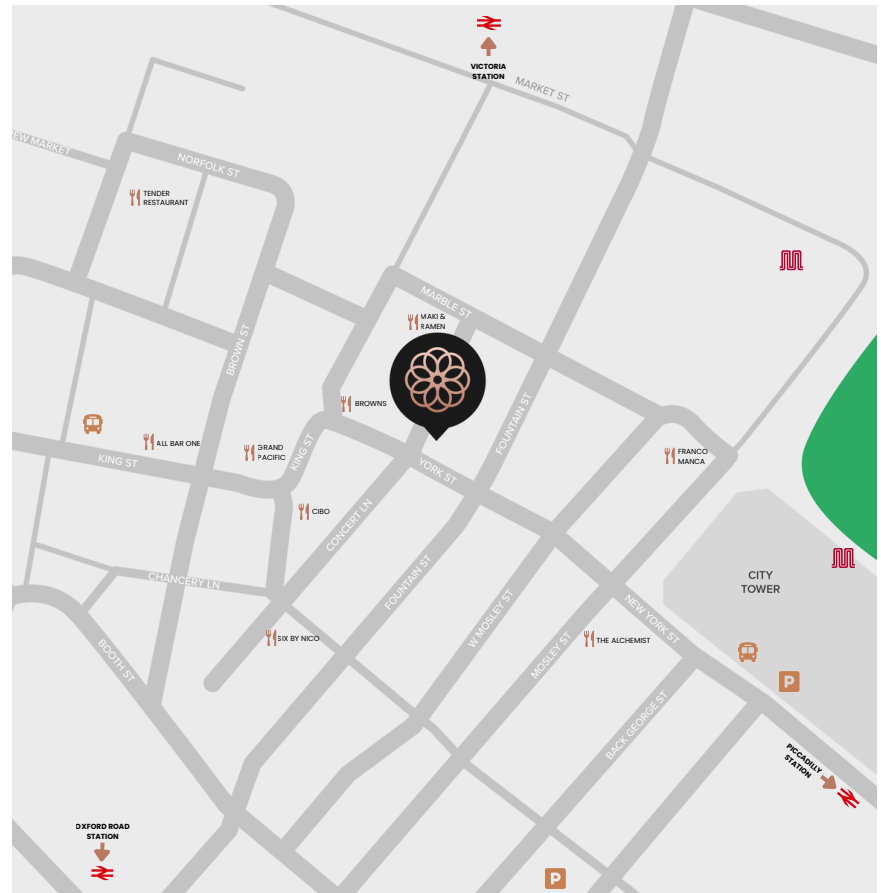 VICTORIA
STATION
MARKET ST
EW MARKET
NORFOLK ST
TENDER
RESTAURANT
MARBLE ST
MAKI &
RAMEN
BROWN ST
BROWNS
FOUNTAIN ST
ALL BAR ONE
GRAND
PACIFIC
KING ST
KING ST
FRANCO
MANCA
YORK ST
CIBO
CONCERT LN
CHANCERY LN
FOUNTAIN ST
CITY
TOWER
W MOSLEY ST
NEW YORK ST
SIX BY NICO
THE ALCHEMIST
BOOTH ST
MOSLEY ST
P
BACK GEORGE ST
PICCADILLY
STATION
OXFORD ROAD
STATION
P